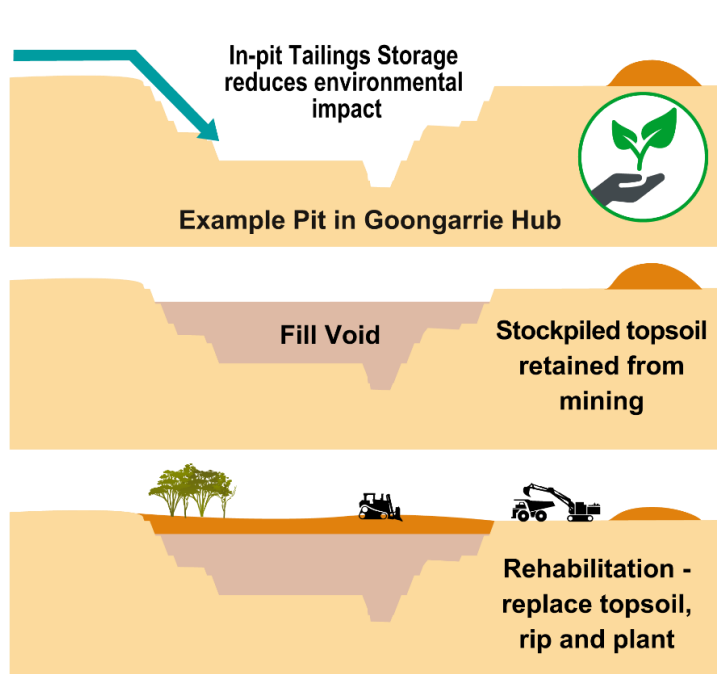 In-pit Tailings Storage
reduces environmental
impact
Example Pit in Goongarrie Hub
Fill Void
Stockpiled topsoil
retained from
mining
Rehabilitation -
replace topsoil,
rip and plant